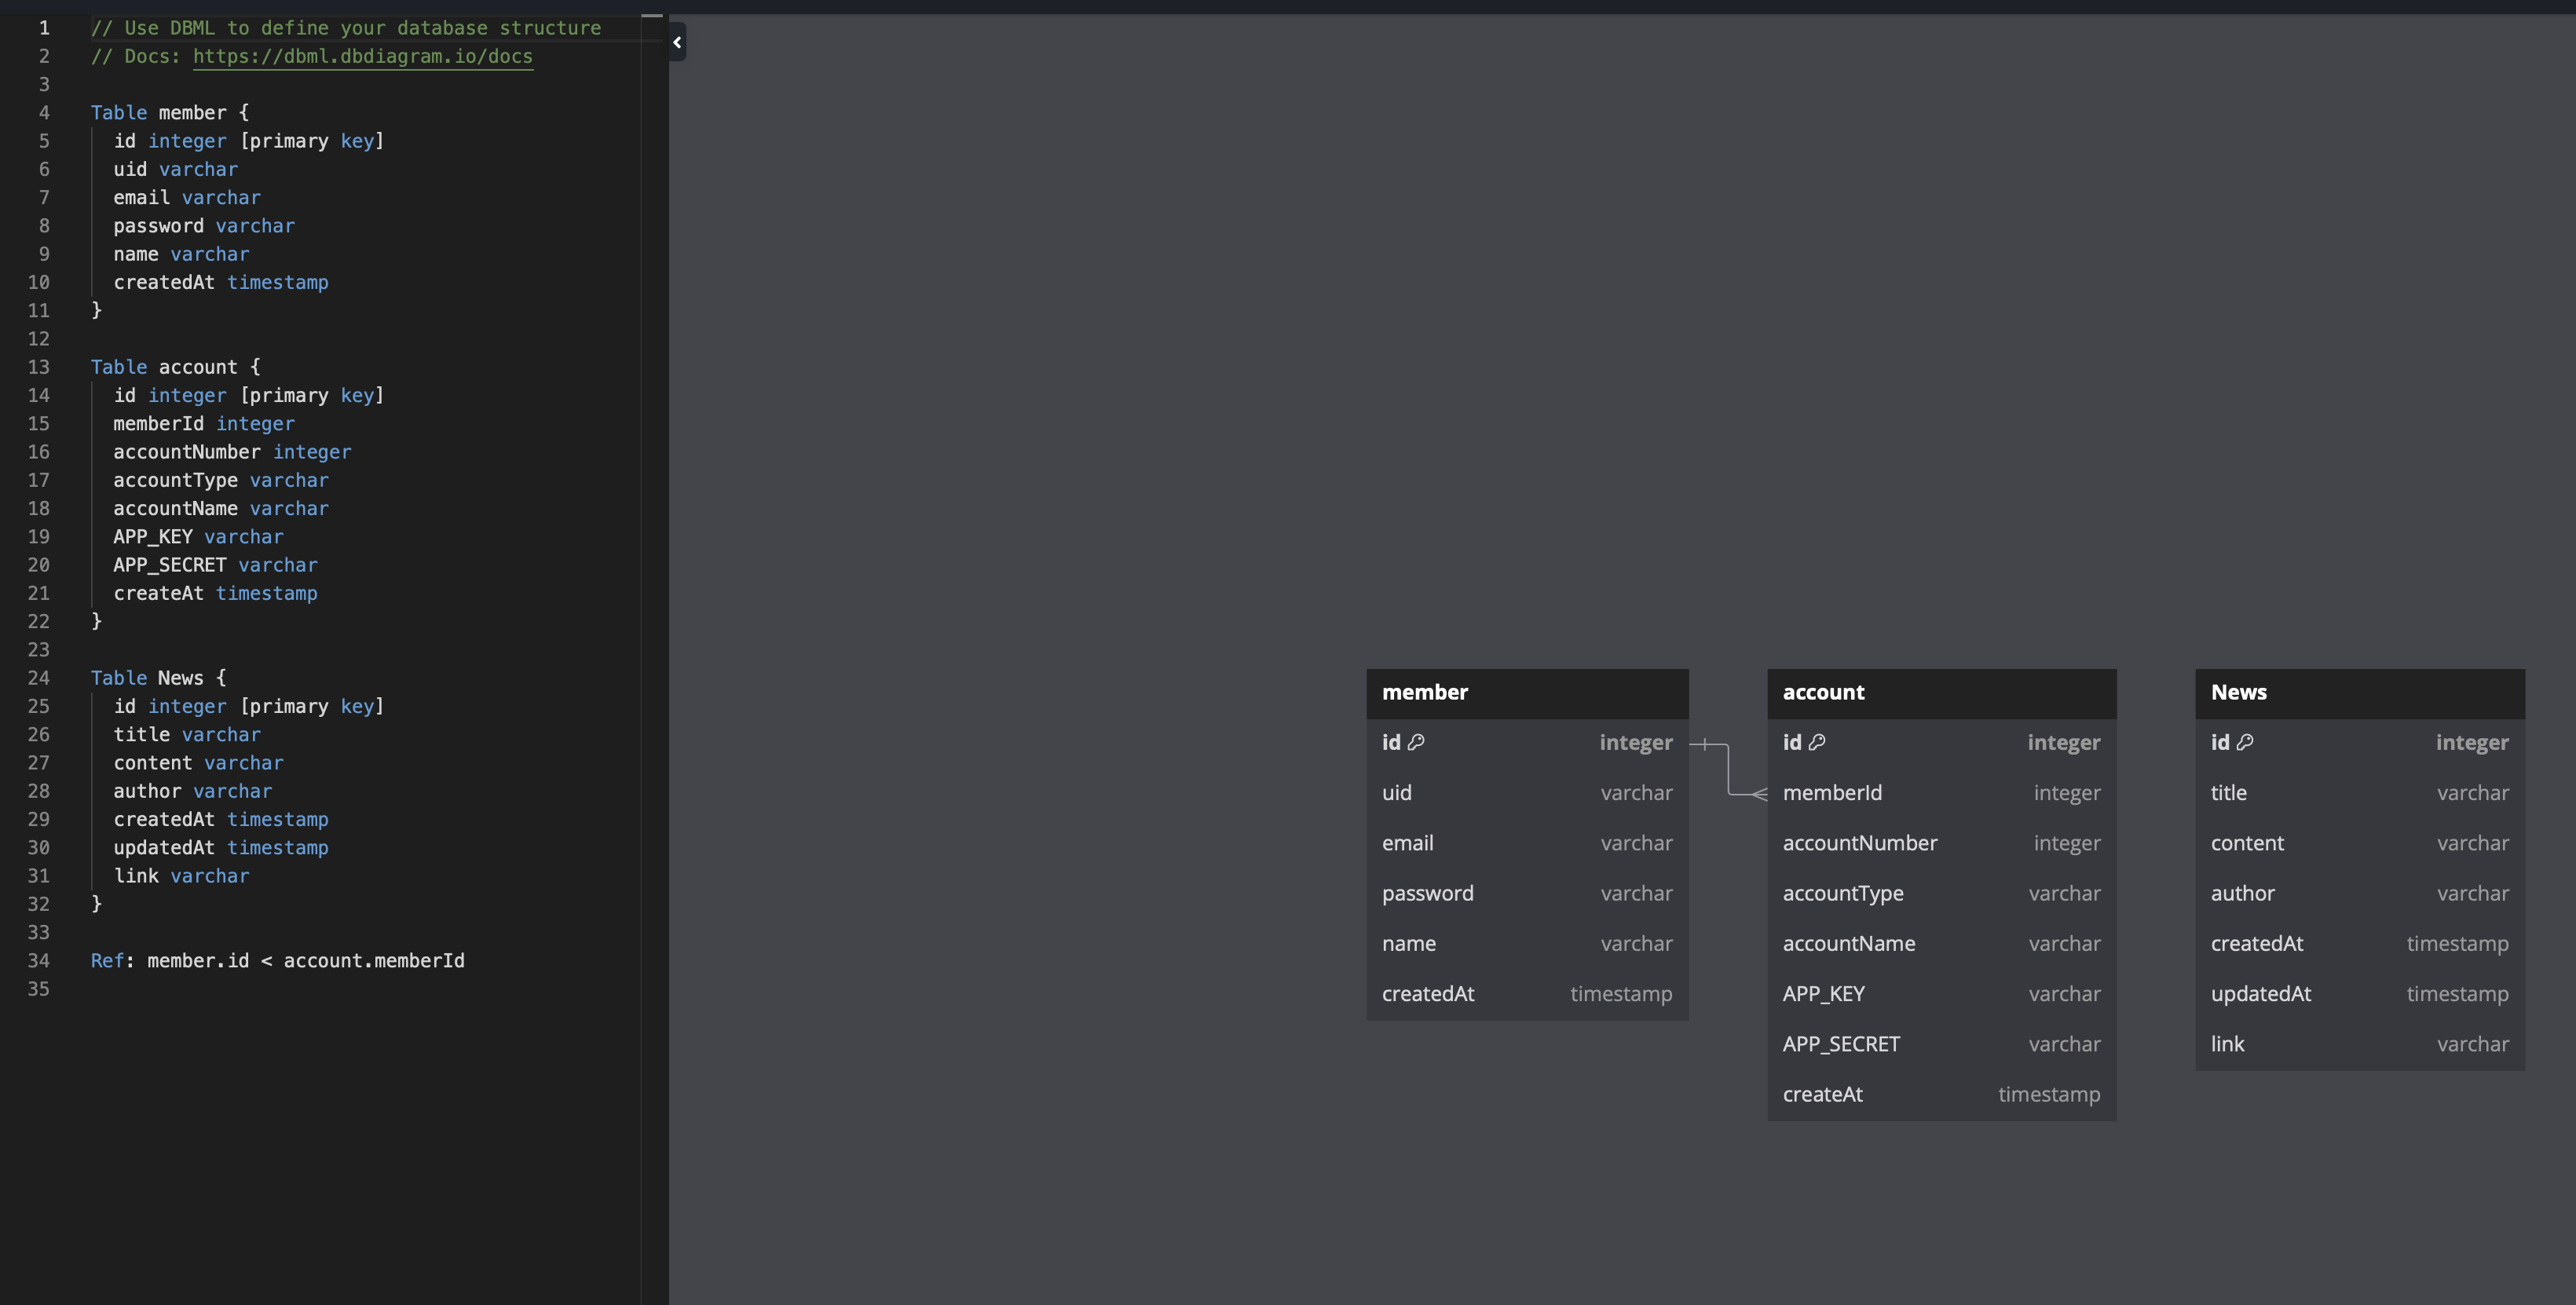 1 // Use DBML to define your database structure
2 // Docs: https://dbml.dbdiagram.io/docs
3
4 Table member {
5 id integer [primary key]
6 uid varchar
7 email varchar
8 password varchar
9 name varchar
10 createdAt timestamp
11 }
12
13 Table account {
14 id integer [primary key]
15 memberId integer
16 accountNumber integer
17 accountType varchar
18 accountName varchar
19 APP_KEY varchar
20 APP_SECRET varchar
21 createAt timestamp
22 }
23
24 Table News {
25 id integer [primary key]
26 title varchar
27 content varchar
28 author varchar
29 createdAt timestamp
30 updatedAt timestamp
31 link varchar
32 }
33
34 Ref: member.id < account.memberId
35
member
id integer
uid varchar
email varchar
password varchar
name varchar
createdAt timestamp
account
id integer
memberId integer
accountNumber integer
accountType varchar
accountName varchar
APP_KEY varchar
APP_SECRET varchar
createAt timestamp
News
id integer
title varchar
content varchar
author varchar
createdAt timestamp
updatedAt timestamp
link varchar